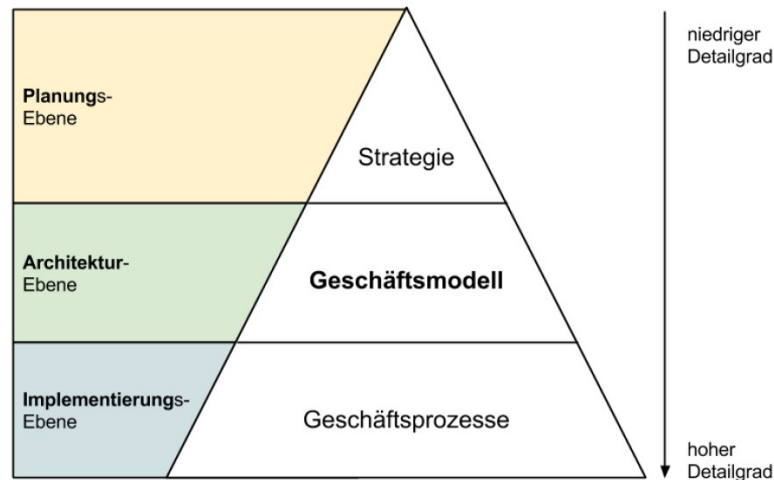 niedriger
Detailgrad
Planungs-
Ebene
Strategie
Architektur-
Ebene
Geschäftsmodell
Implementierungs-
Ebene
Geschäftsprozesse
hoher
Detailgrad